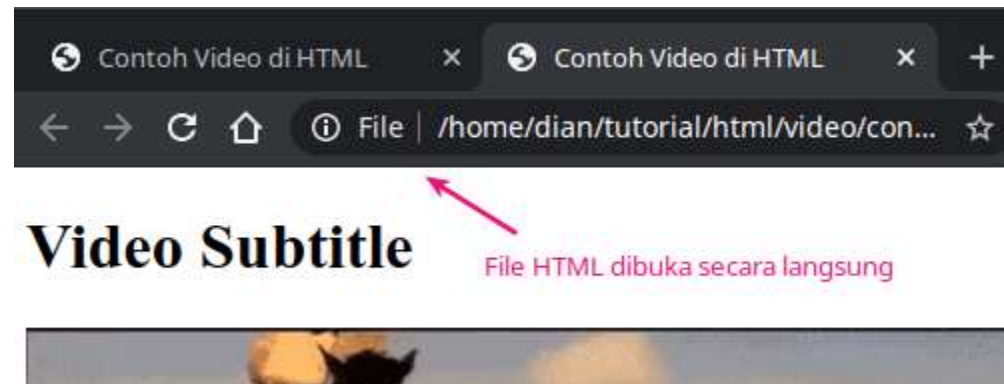 Contoh Video di HTML
Contoh Video di HTML
File | /home/dian/tutorial/html/video/con...
Video Subtitle
File HTML dibuka secara langsung